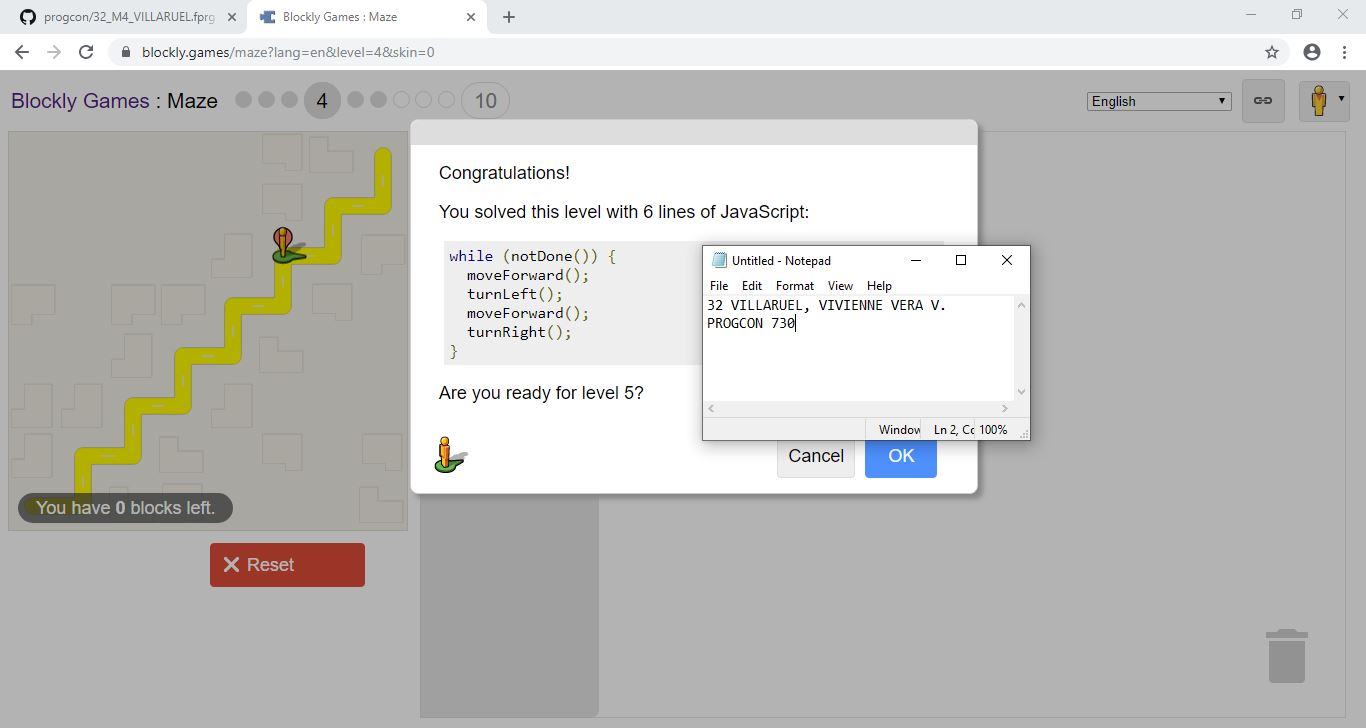 progcon/32_M4_VILLARUEL.fprg
Blockly Games : Maze
blockly.games/maze?lang=en&level=4&skin=0
Blockly Games : Maze
4
10
English
Congratulations!
You solved this level with 6 lines of JavaScript:
while (notDone()) {
  moveForward();
  turnLeft();
  moveForward();
  turnRight();
}
Are you ready for level 5?
Cancel
OK
Untitled - Notepad
File Edit Format View Help
32 VILLARUEL, VIVIENNE VERA V.
PROGCON 730
Window Ln 2, Cc 100%
You have 0 blocks left.
Reset